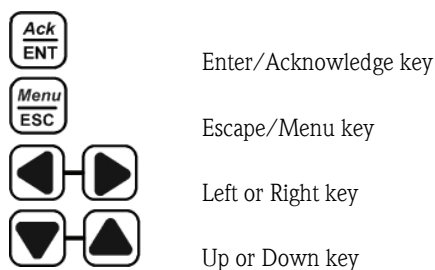 Ack
ENT
Enter/Acknowledge key
Menu
ESC
Escape/Menu key
Left or Right key
Up or Down key